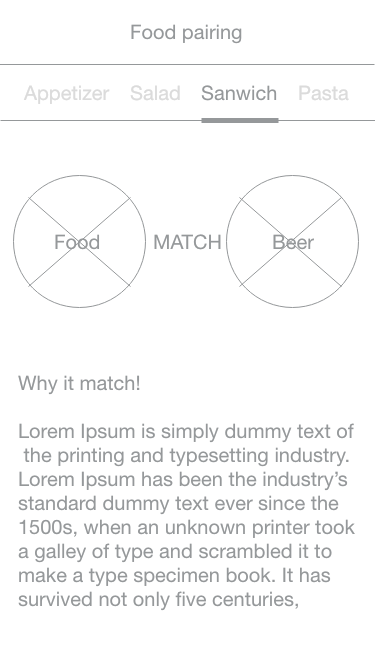 Food pairing
Appetizer Salad Sanwich Pasta
Food MATCH Beer
Why it match!
Lorem Ipsum is simply dummy text of
the printing and typesetting industry.
Lorem Ipsum has been the industry’s
standard dummy text ever since the
1500s, when an unknown printer took
a galley of type and scrambled it to
make a type specimen book. It has
survived not only five centuries,